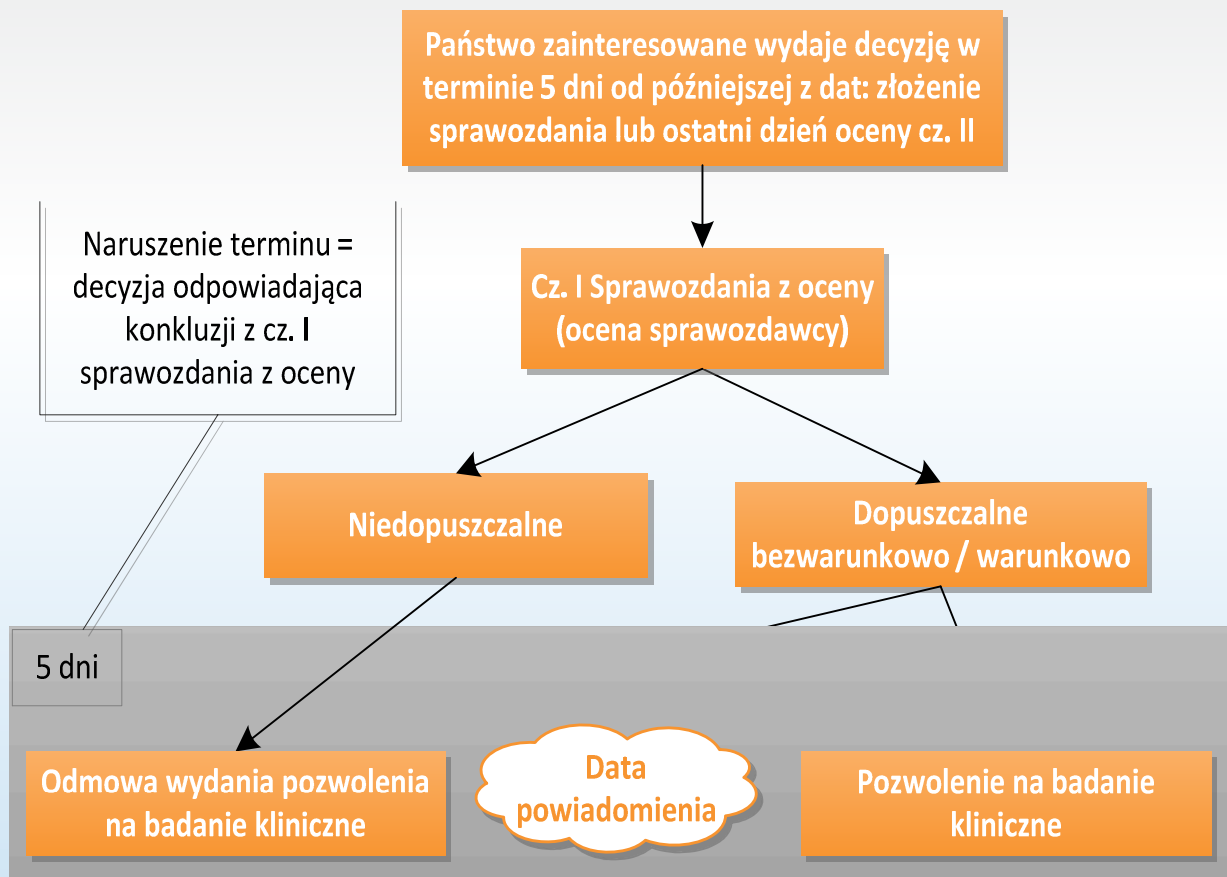 Państwo zainteresowane wydaje decyzję w
terminie 5 dni od późniejszej z dat: złożenie
sprawozdania lub ostatni dzień oceny cz. II
Naruszenie terminu =
decyzja odpowiadająca
konkluzji z cz. I
sprawozdania z oceny
Cz. I Sprawozdania z oceny
(ocena sprawozdawcy)
Niedopuszczalne
Dopuszczalne
bezwarunkowo / warunkowo
5 dni
Odmowa wydania pozwolenia
na badanie kliniczne
Data
powiadomienia
Pozwolenie na badanie
kliniczne